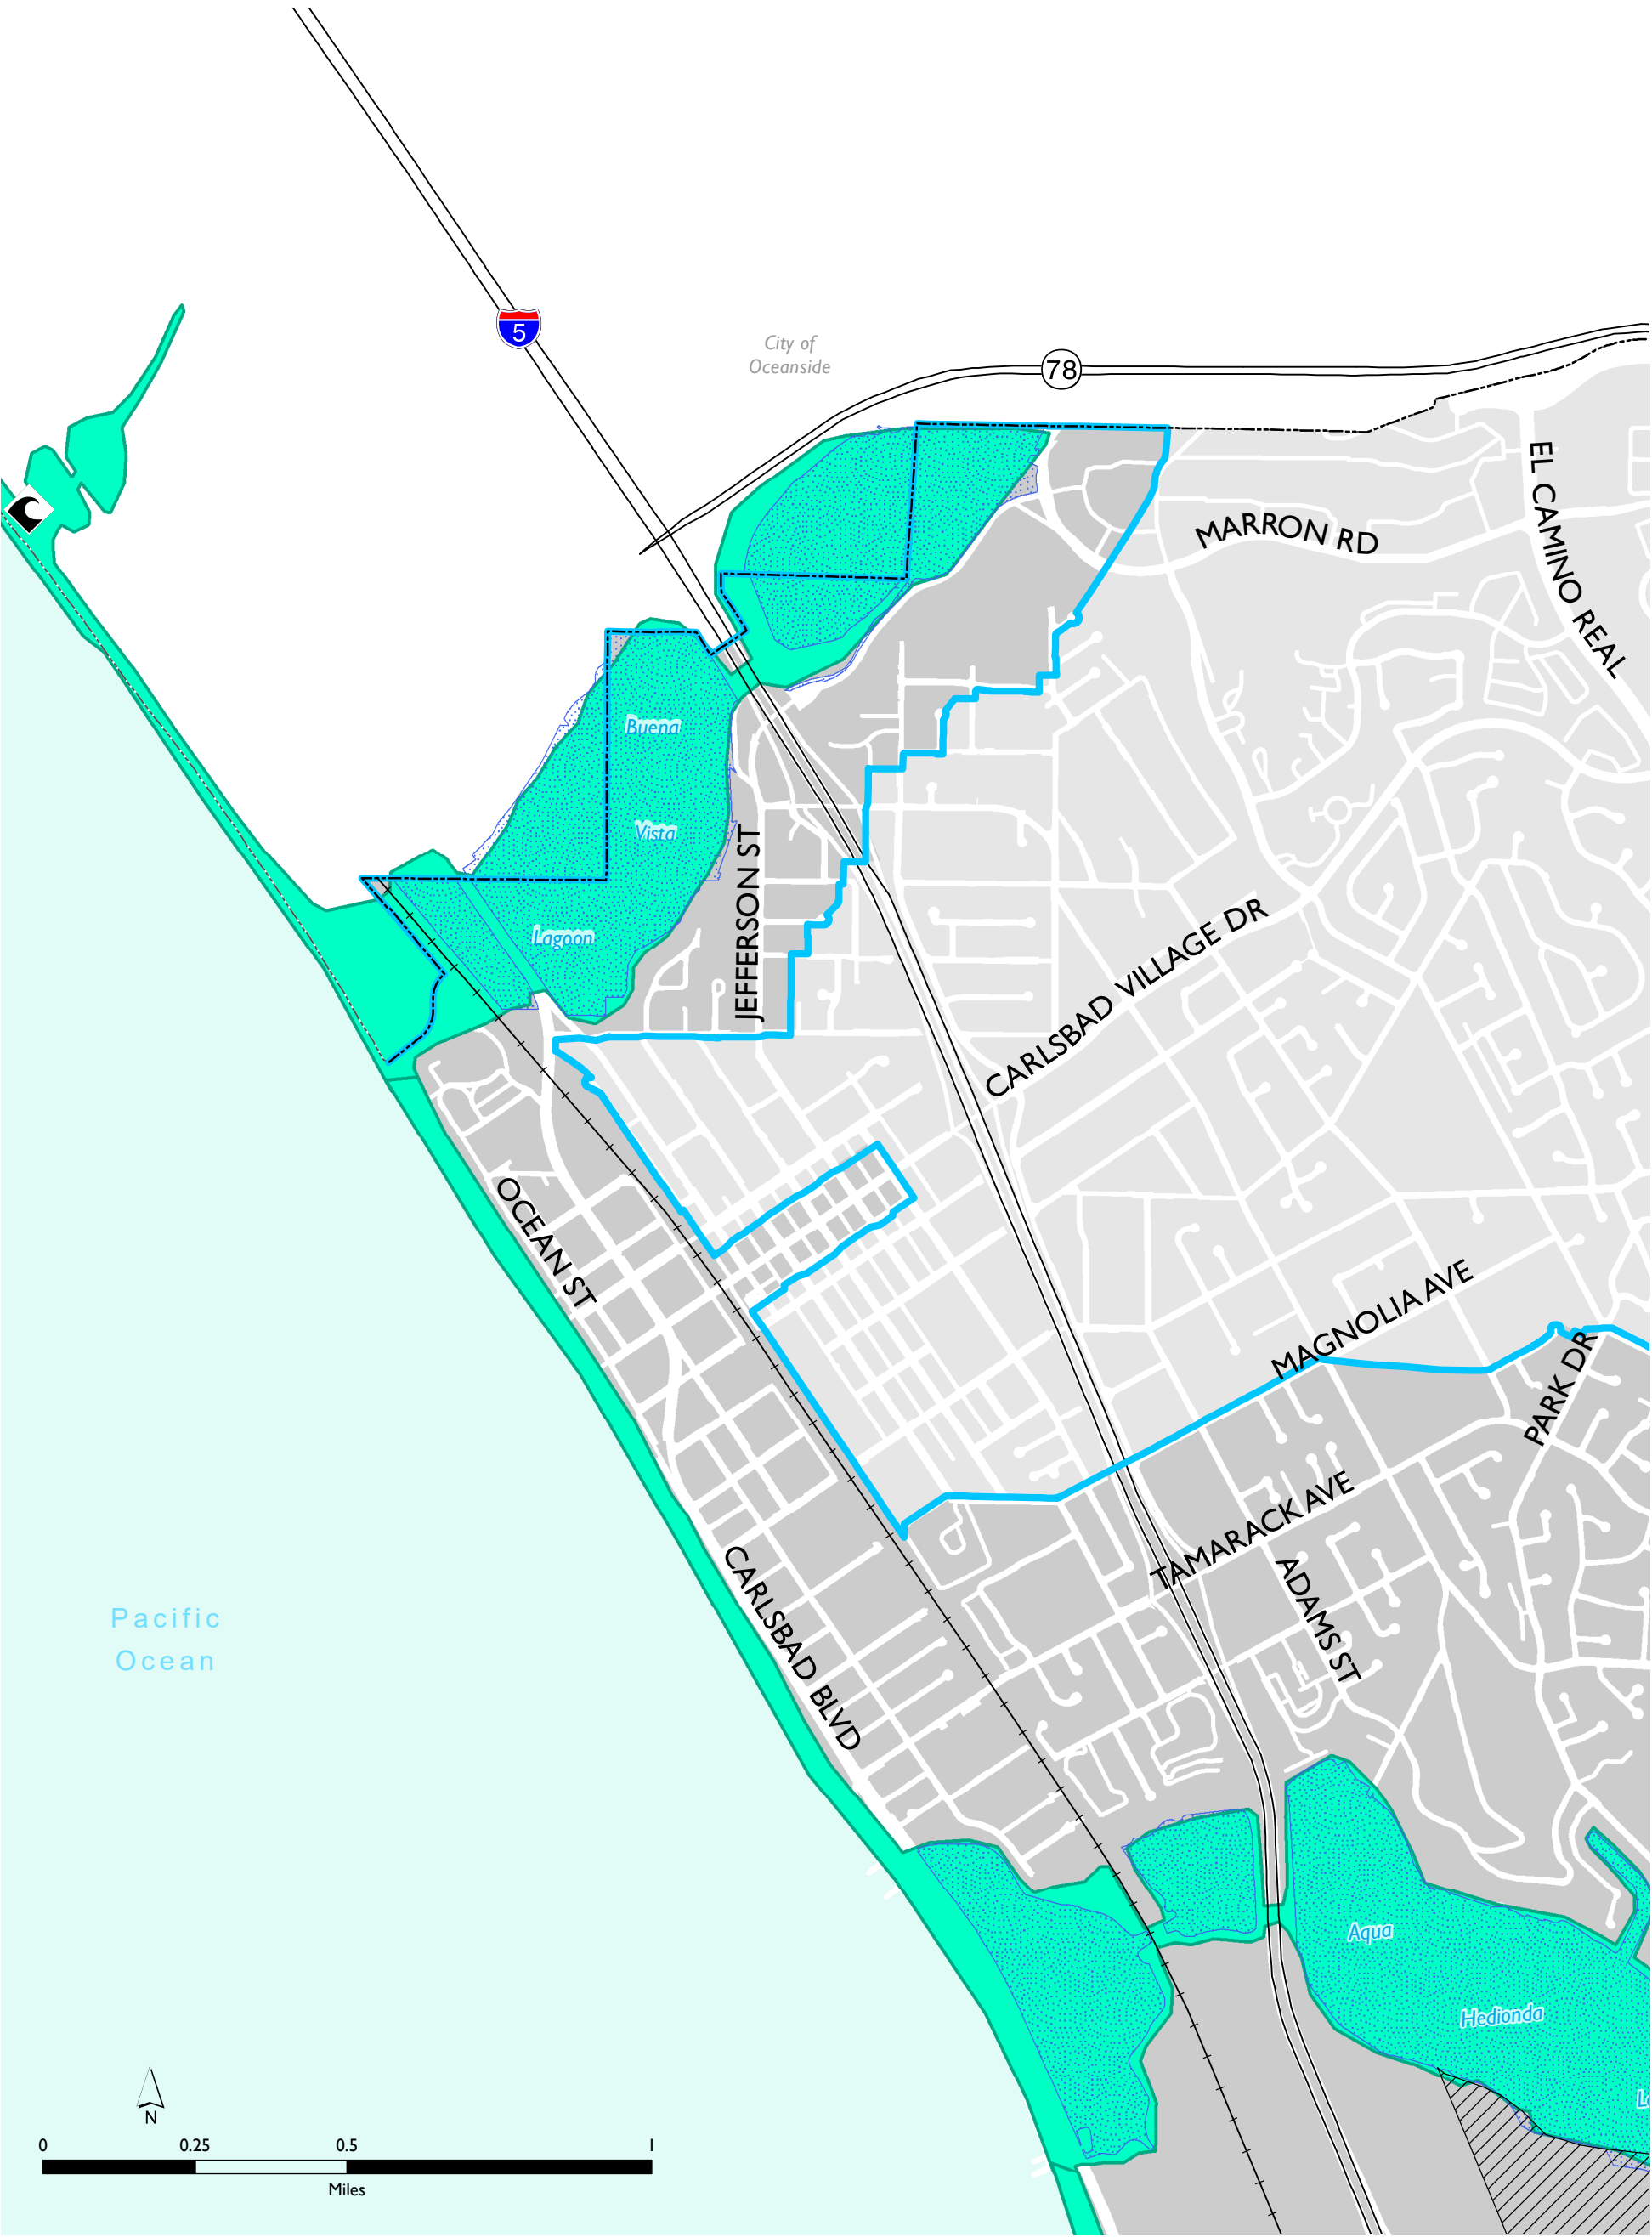 5
City of
Oceanside
78
EL CAMINO REAL
MARRON RD
Buena
Vista
JEFFERSON ST
Lagoon
CARLSBAD VILLAGE DR
OCEAN ST
MAGNOLIA AVE
PARK DR
TAMARACK AVE
CARLSBAD BLVD
ADAMS ST
Pacific
Ocean
Aqua
Hedionda
N
0 0.25 0.5 1
Miles